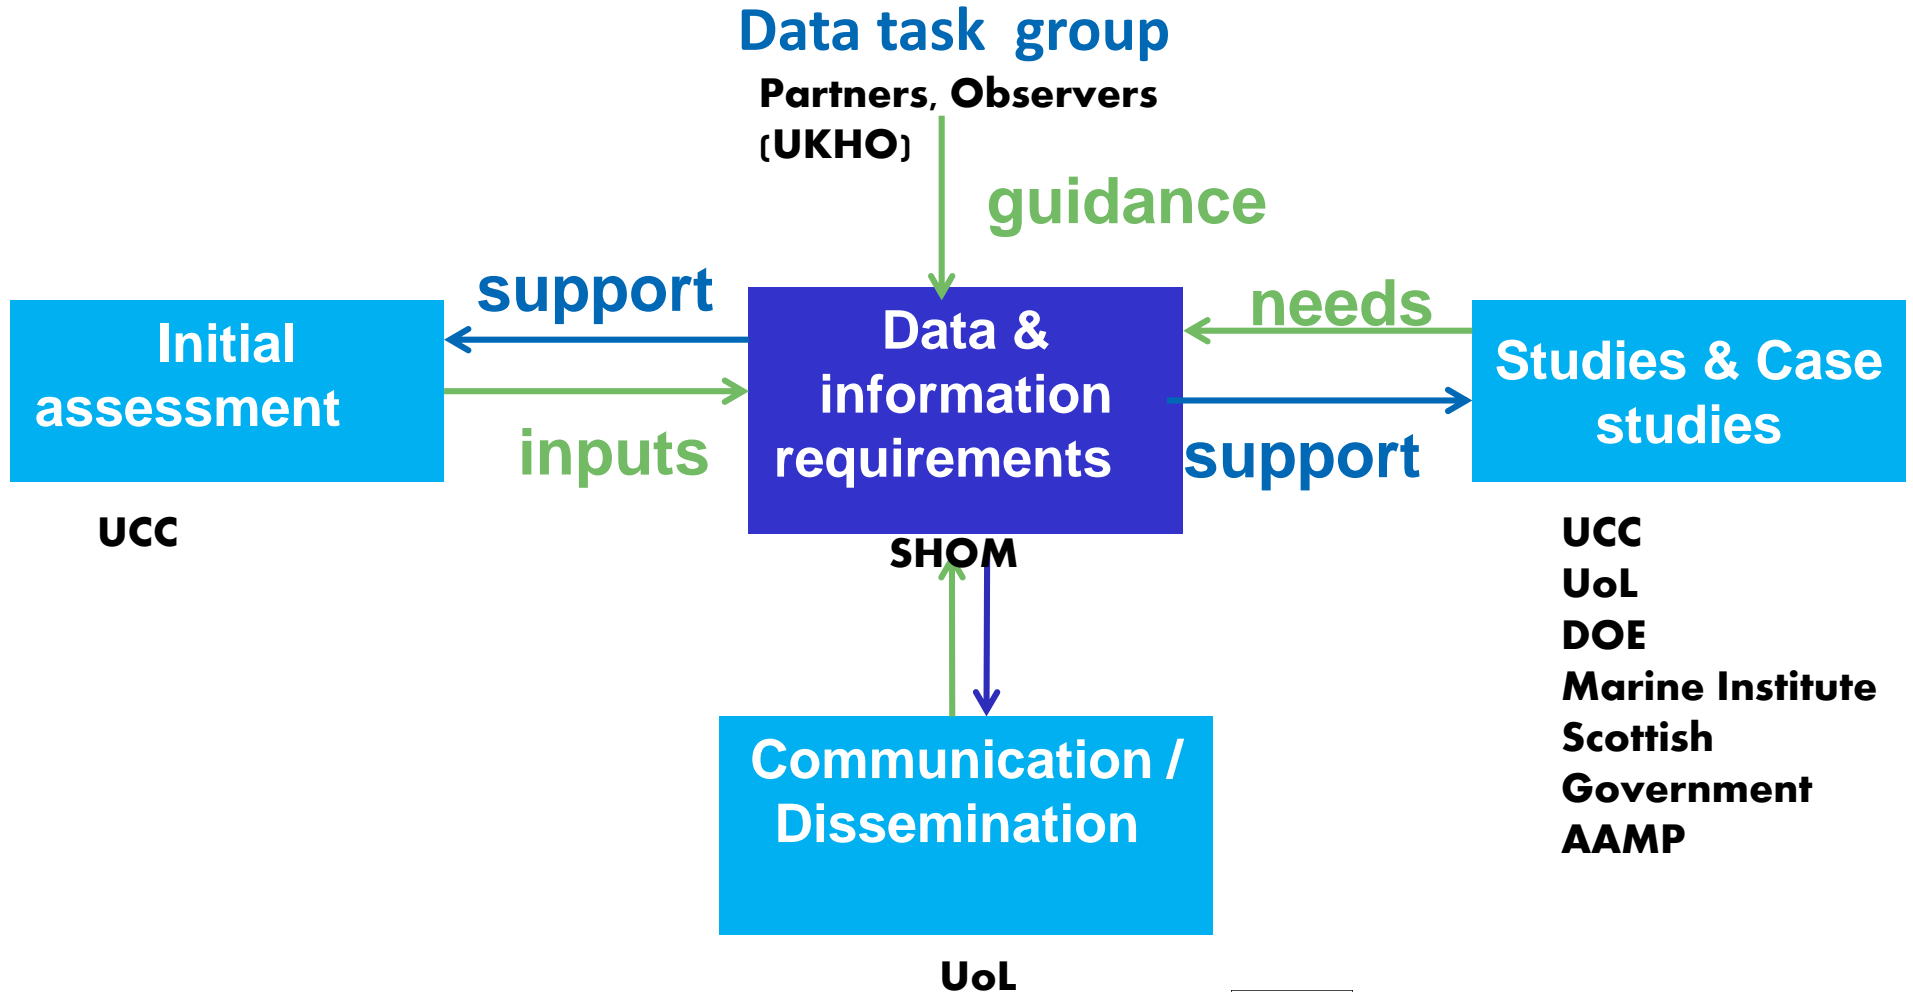 Data task group
Partners, Observers
(UKHO)
guidance
support
needs
Initial
assessment
Data &
information
requirements
Studies & Case
studies
inputs
support
UCC
SHOM
UCC
UoL
DOE
Marine Institute
Scottish
Government
AAMP
Communication /
Dissemination
UoL